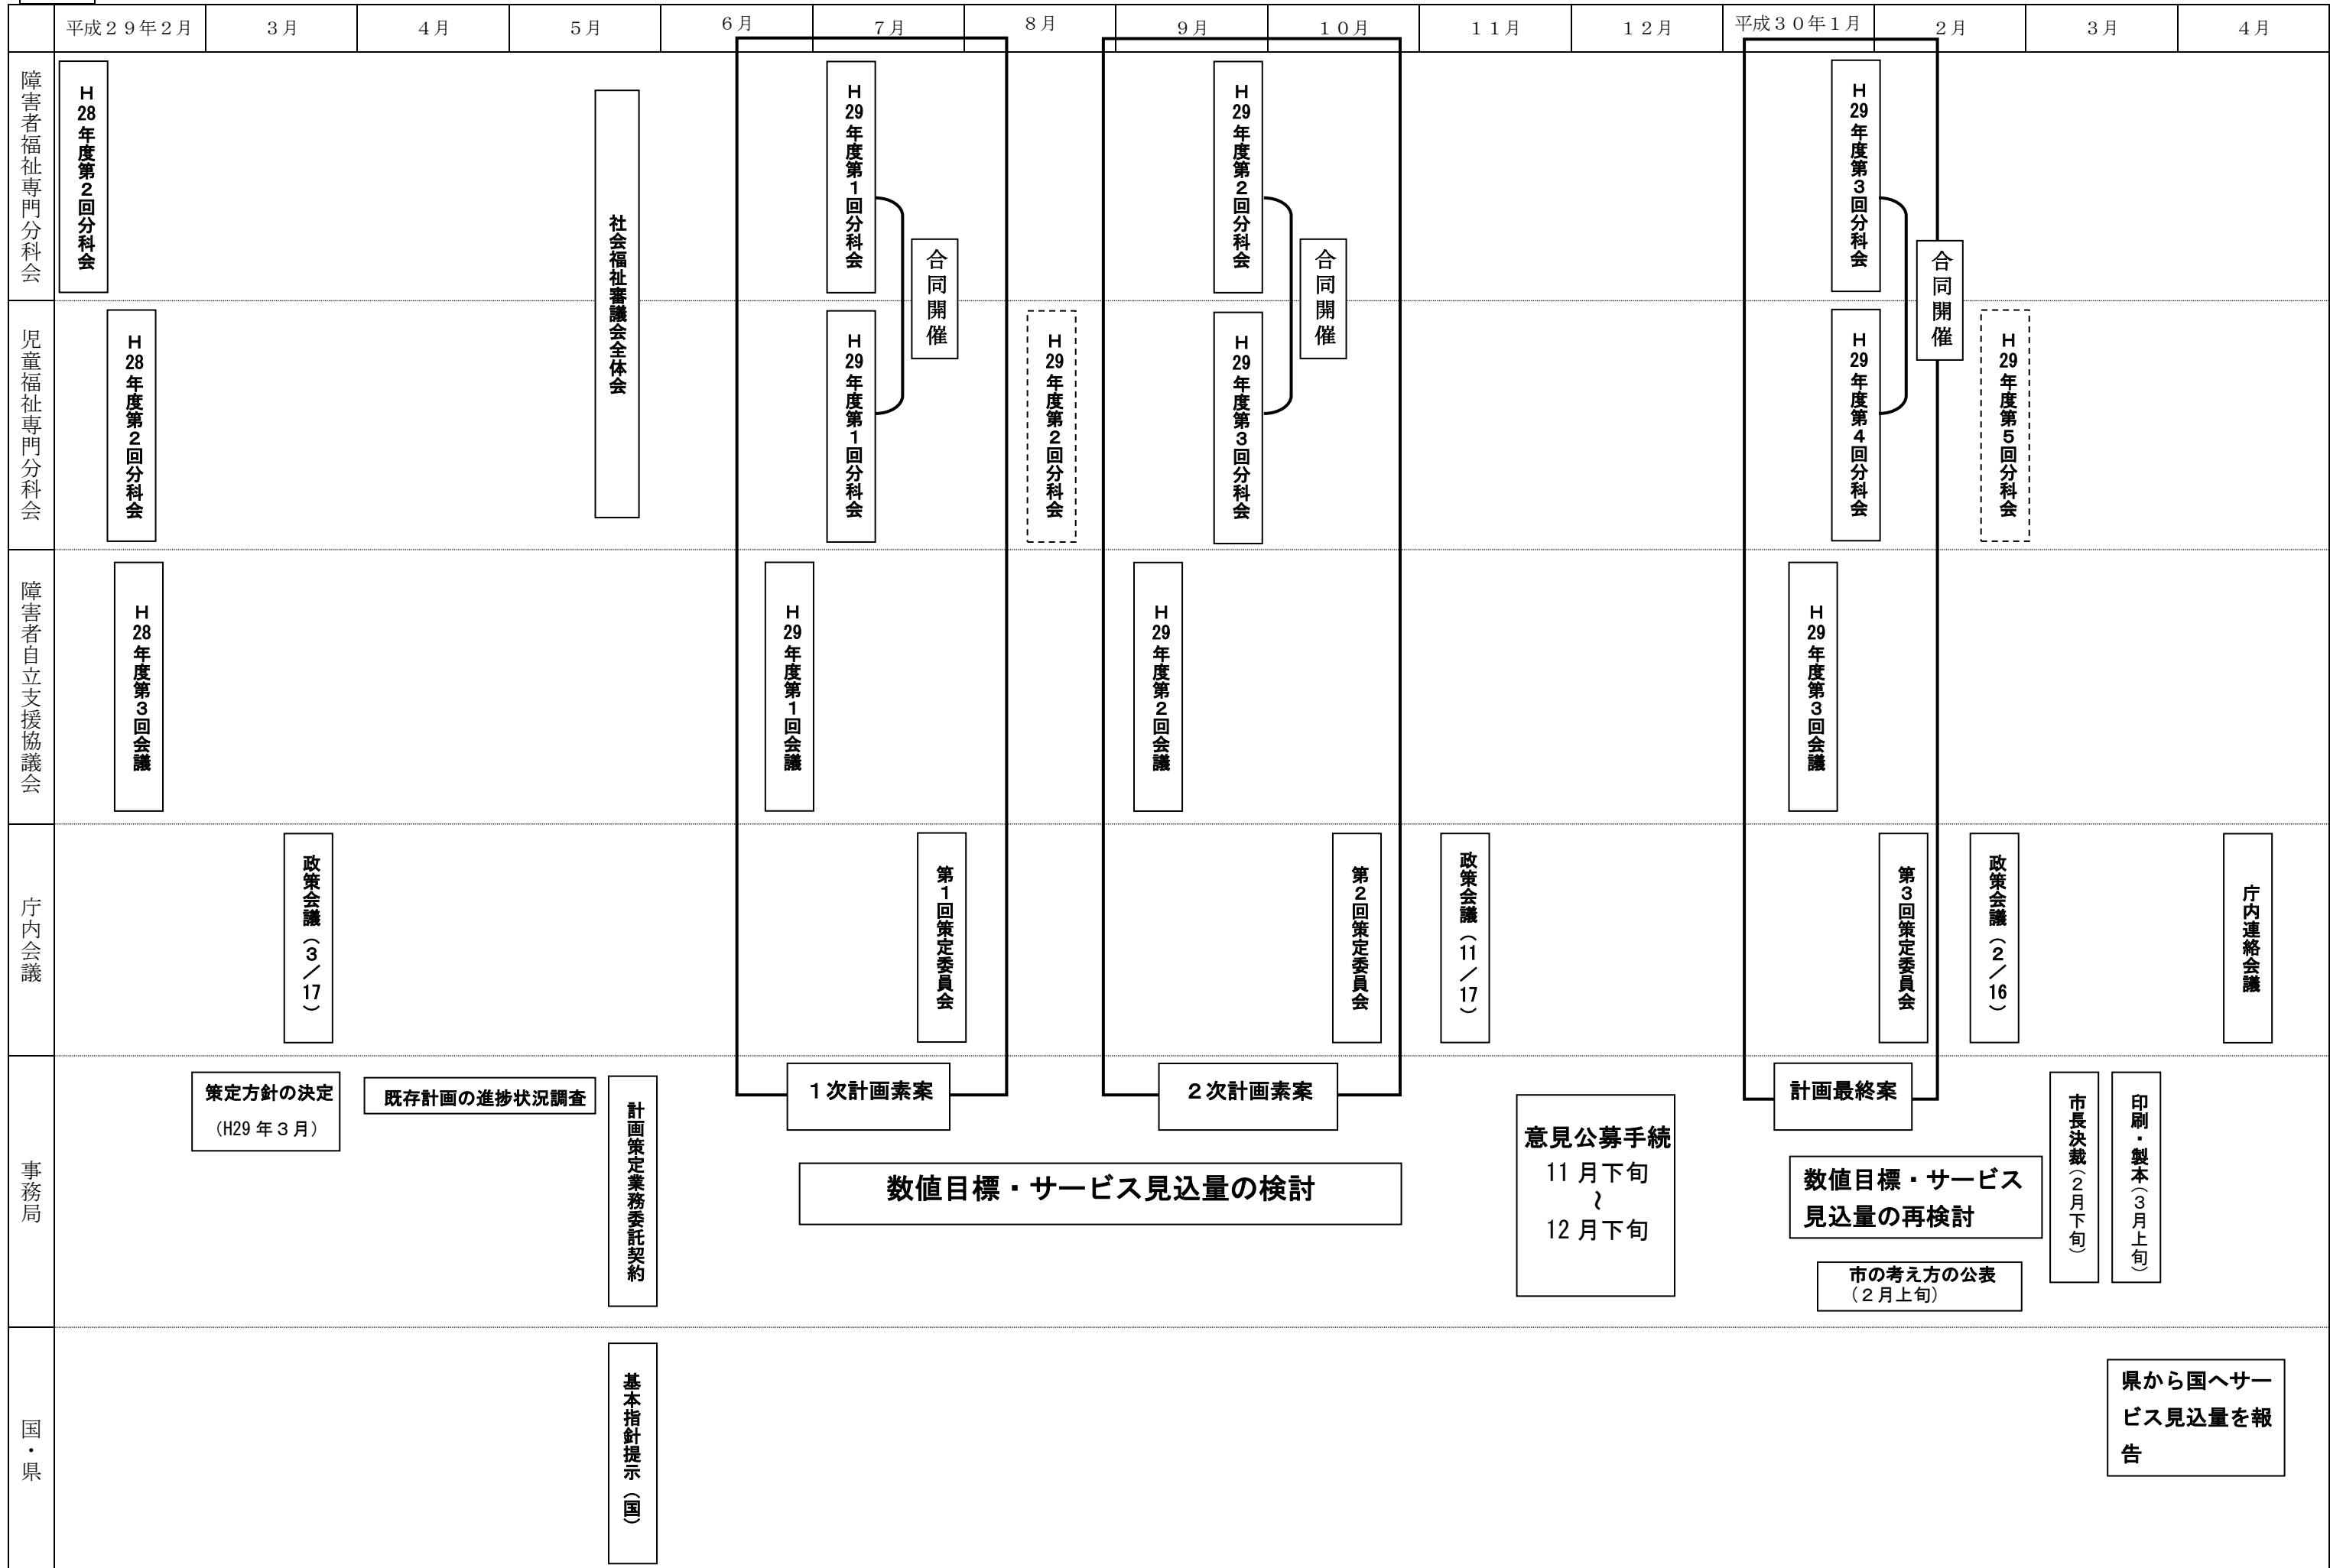 平成２９年２月
３月
４月
５月
６月
７月
８月
９月
１０月
１１月
１２月
平成３０年１月
２月
３月
４月
障害者福祉専門分科会
H28年度第２回分科会
社会福祉審議会全体会
H29年度第１回分科会
合同開催
H29年度第２回分科会
合同開催
H29年度第３回分科会
合同開催
児童福祉専門分科会
H28年度第２回分科会
H29年度第１回分科会
H29年度第２回分科会
H29年度第３回分科会
H29年度第４回分科会
H29年度第５回分科会
障害者自立支援協議会
H28年度第３回会議
H29年度第１回会議
H29年度第２回会議
H29年度第３回会議
庁内会議
政策会議（３／17）
第１回策定委員会
第２回策定委員会
政策会議（11／17）
第３回策定委員会
政策会議（２／16）
庁内連絡会議
事務局
策定方針の決定
（H29年３月）
既存計画の進捗状況調査
計画策定業務委託契約
１次計画素案
２次計画素案
数値目標・サービス見込量の検討
意見公募手続
11月下旬
～
12月下旬
計画最終案
数値目標・サービス
見込量の再検討
市の考え方の公表
（２月上旬）
市長決裁（２月下旬）
印刷・製本（３月上旬）
国・県
基本指針提示（国）
県から国へサー
ビス見込量を報
告